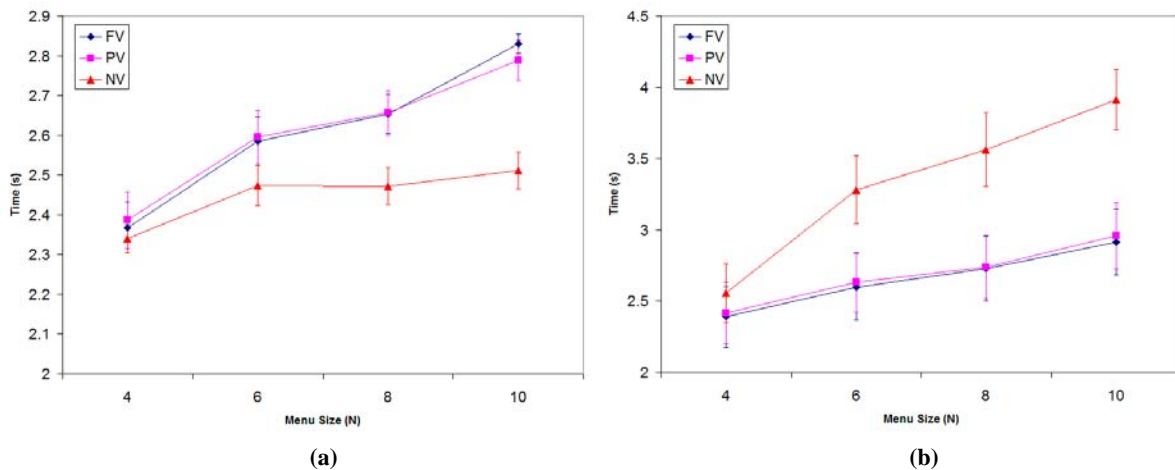 2.9
2.8
2.7
2.6
2.5
2.4
2.3
2.2
2.1
2
Time (s)
FV
PV
NV
4 6 8 10
Menu Size (N)
(a)
4.5
4
3.5
3
2.5
2
Time (s)
FV
PV
NV
4 6 8 10
Menu Size (N)
(b)